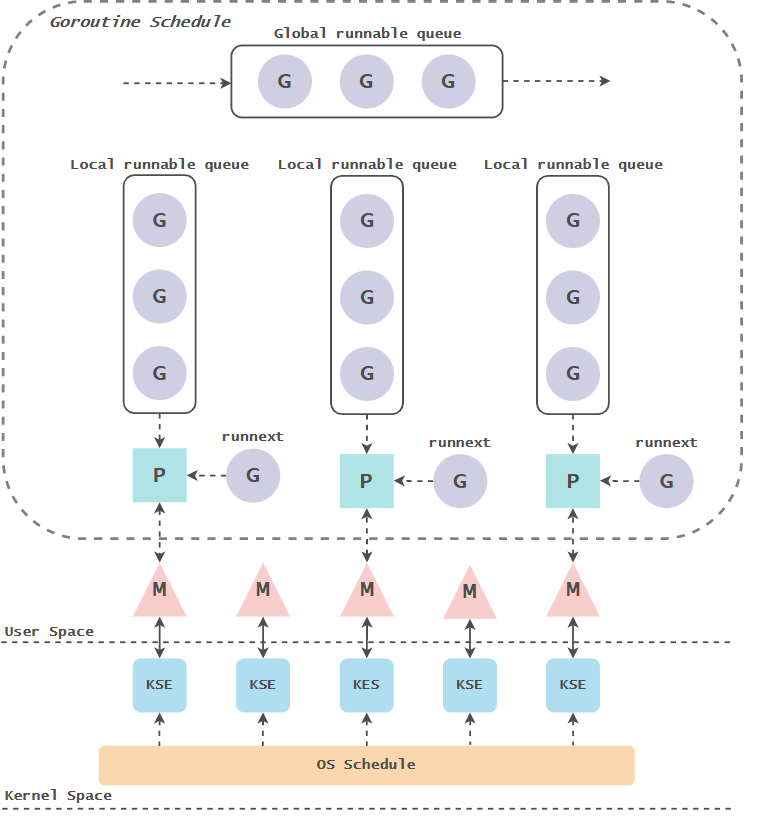 Goroutine Schedule
Global runnable queue
G G G
Local runnable queue Local runnable queue Local runnable queue
G G G
G G G
G G G
runnext runnext runnext
P G P G P G
M M M M M
User Space
KSE KSE KES KSE KSE
OS Schedule
Kernel Space